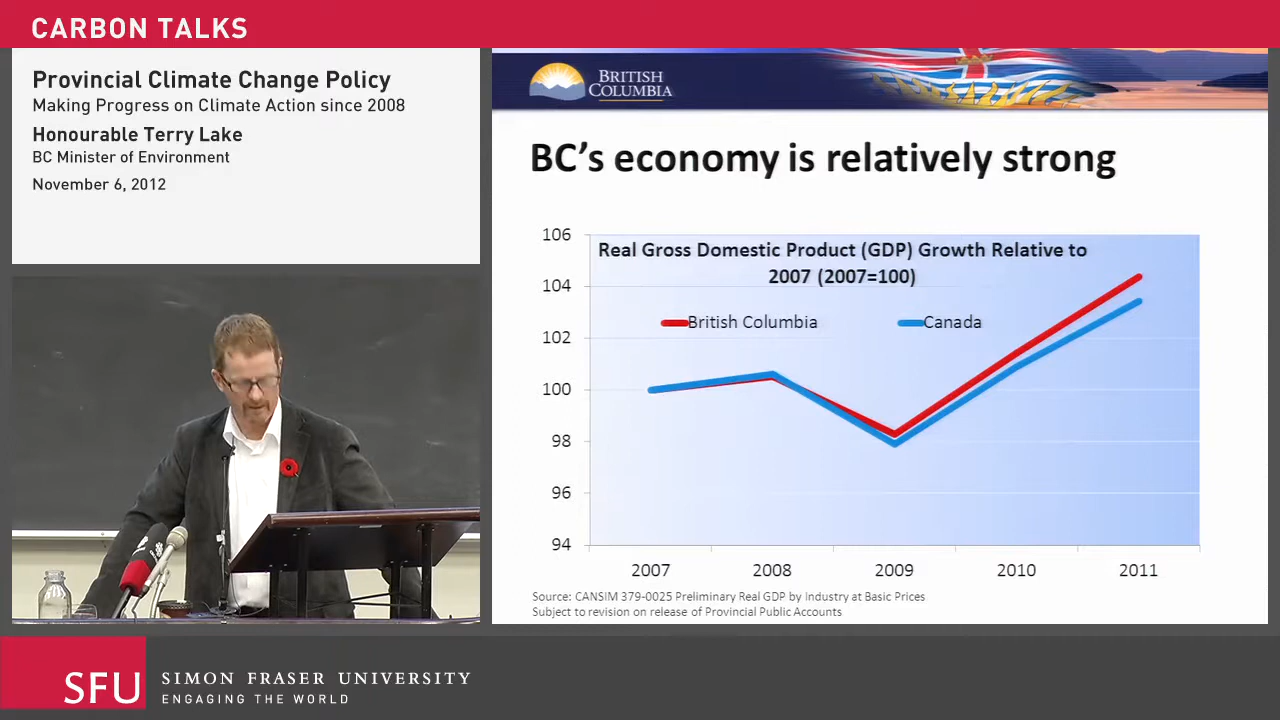 CARBON TALKS
Provincial Climate Change Policy
Making Progress on Climate Action since 2008
Honourable Terry Lake
BC Minister of Environment
November 6, 2012
BRITISH
COLUMBIA
BC's economy is relatively strong
Real Gross Domestic Product (GDP) Growth Relative to
2007 (2007=100)
British Columbia
Canada
106
104
102
100
98
96
94
2007 2008 2009 2010 2011
Source: CANSIM 379-0025 Preliminary Real GDP by Industry at Basic Prices
Subject to revision on release of Provincial Public Accounts
SFU
SIMON FRASER UNIVERSITY
ENGAGING THE WORLD